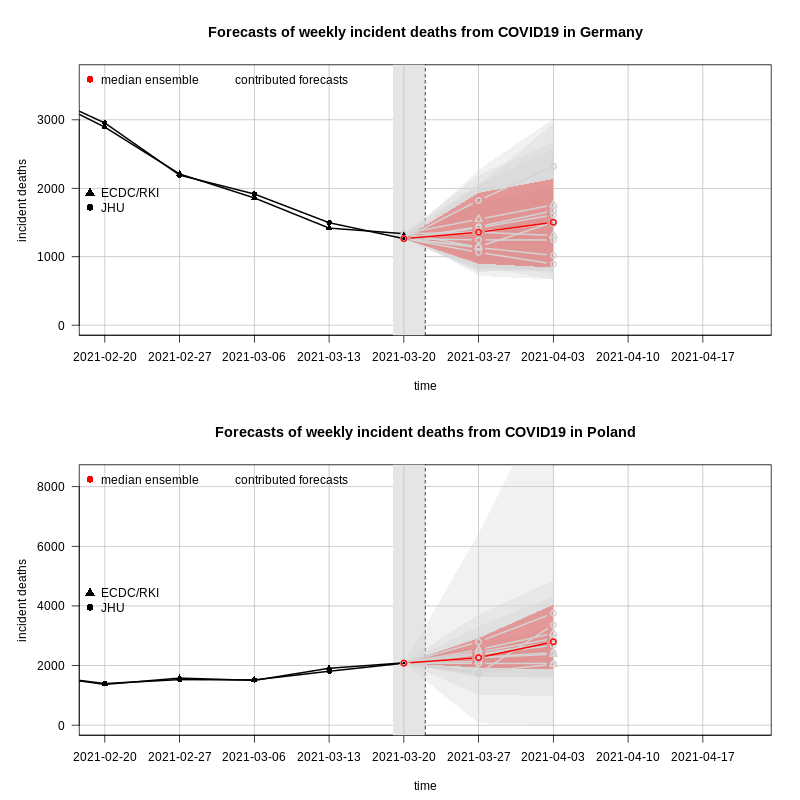 Forecasts of weekly incident deaths from COVID19 in Germany
median ensemble contributed forecasts
3000
ECDC/RKI
2000
JHU
incident deaths
1000
0
2021-02-20 2021-02-27 2021-03-06 2021-03-13 2021-03-20 2021-03-27 2021-04-03 2021-04-10 2021-04-17
time
Forecasts of weekly incident deaths from COVID19 in Poland
median ensemble contributed forecasts
8000
6000
ECDC/RKI
4000
JHU
incident deaths
2000
0
2021-02-20 2021-02-27 2021-03-06 2021-03-13 2021-03-20 2021-03-27 2021-04-03 2021-04-10 2021-04-17
time